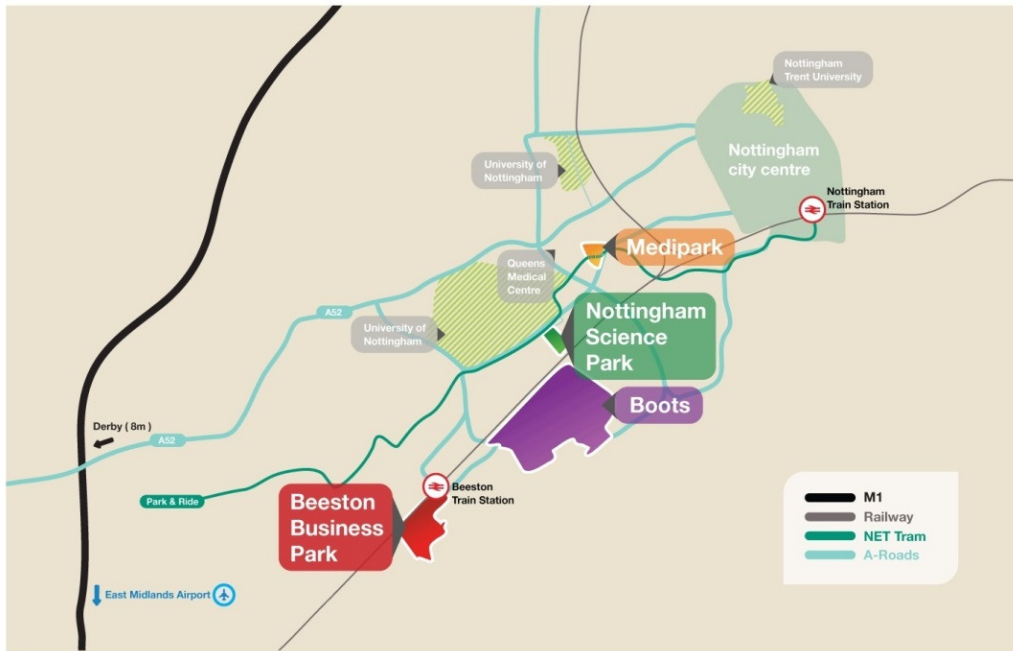 Nottingham
Trent University
Nottingham
city centre
University of
Nottingham
Nottingham
Train Station
Medipark
Queens
Medical
Centre
Nottingham
Science
Park
A52
University of
Nottingham
Boots
Derby ( 8m )
A52
Park & Ride
Beeston
Train Station
Beeston
Business
Park
M1
Railway
NET Tram
A-Roads
East Midlands Airport